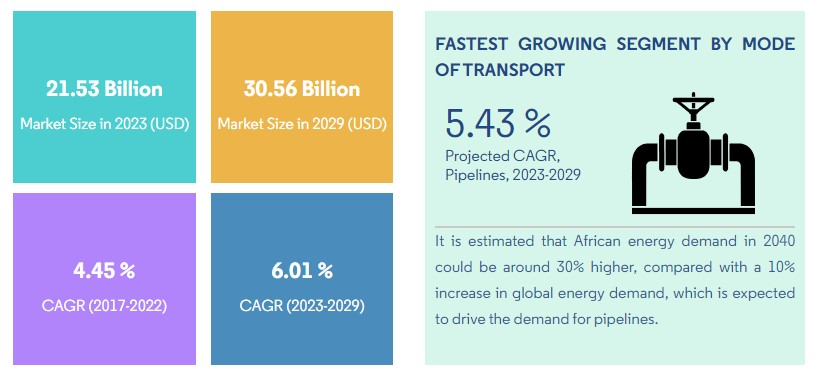 21.53 Billion
Market Size in 2023 (USD)
30.56 Billion
Market Size in 2029 (USD)
4.45 %
CAGR (2017-2022)
6.01 %
CAGR (2023-2029)
FASTEST GROWING SEGMENT BY MODE
OF TRANSPORT
5.43 %
Projected CAGR,
Pipelines, 2023-2029
It is estimated that African energy demand in 2040
could be around 30% higher, compared with a 10%
increase in global energy demand, which is expected
to drive the demand for pipelines.